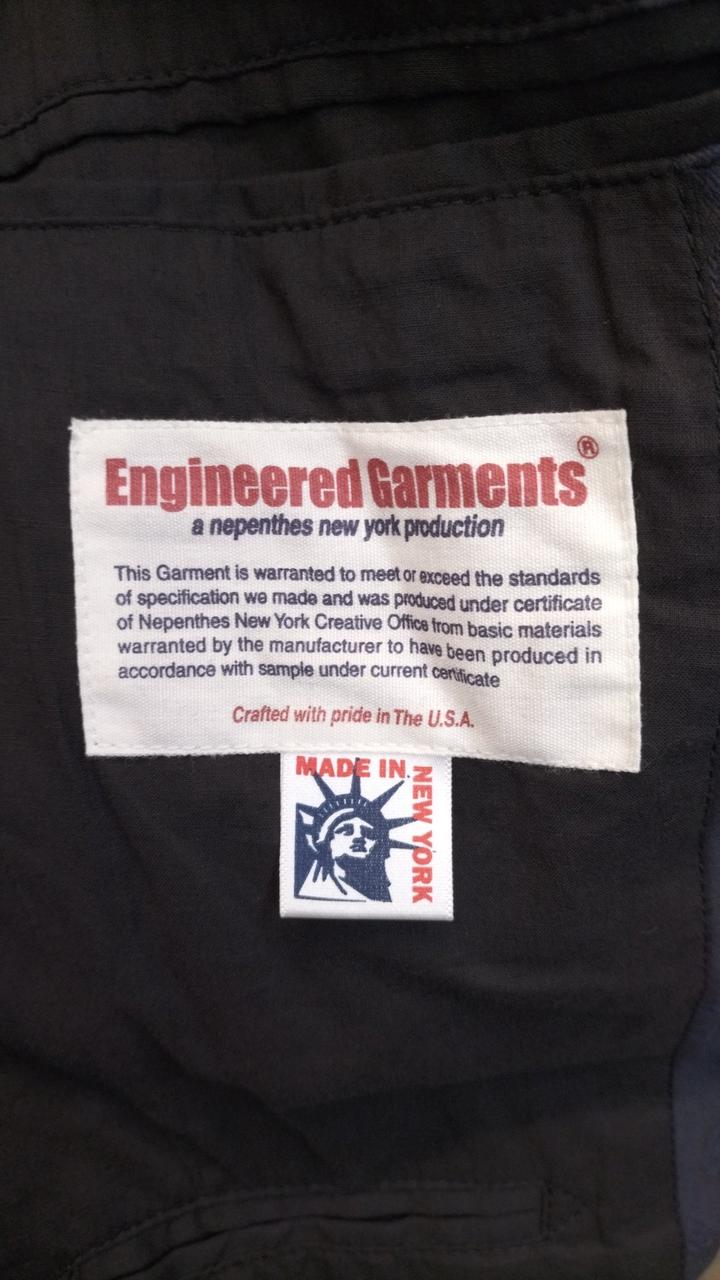 Engineered Garments®
a nepenthes new york production
This Garment is warranted to meet or exceed the standards
of specification we made and was produced under certificate
of Nepenthes New York Creative Office from basic materials
warranted by the manufacturer to have been produced in
accordance with sample under current certificate
Crafted with pride in The U.S.A.
MADE IN
NEW YORK